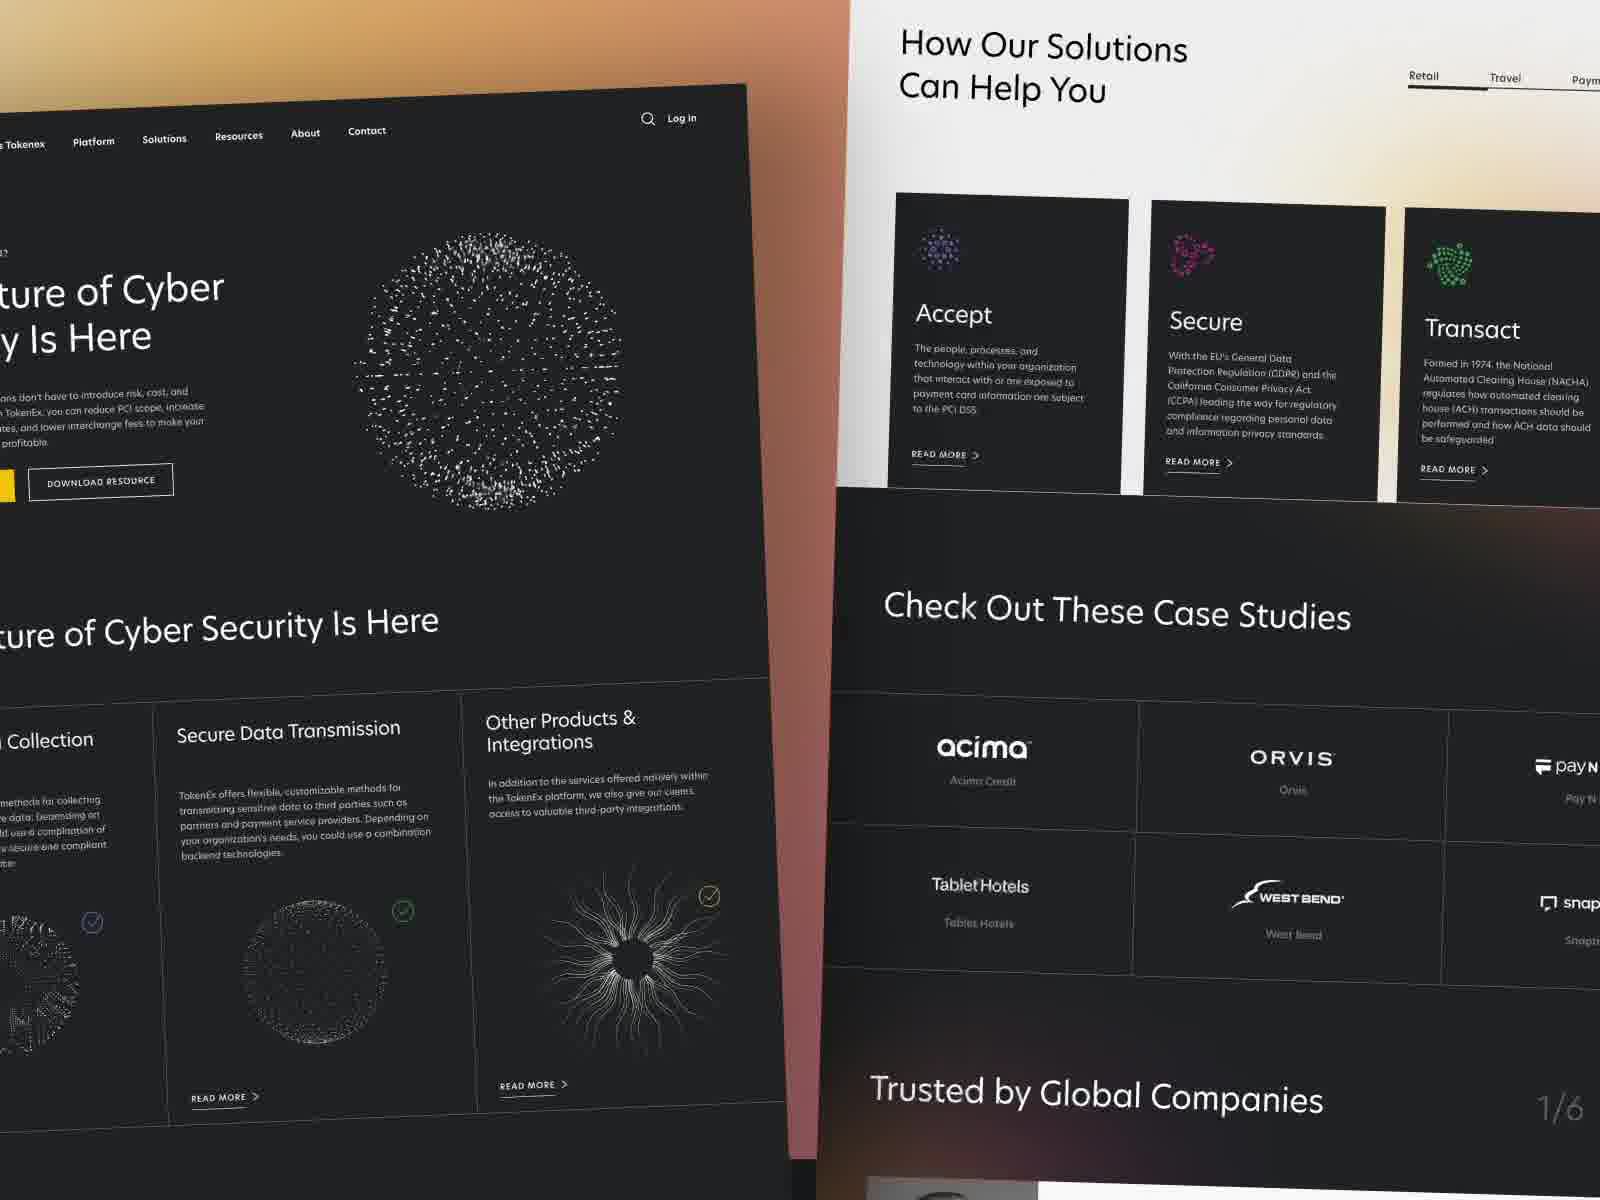 s Tokenex
Platform
Solutions
Resources
About
Contact
Log in
ture of Cyber
y Is Here
ons don't have to introduce risk, cost, and
TokenEx, you can reduce PCI scope, increase
tes, and lower interchange fees to make your
profitable.
DOWNLOAD RESOURCE
ture of Cyber Security Is Here
Collection
methods for collecting
e data. Depending on
ld use a combination of
secure and compliant
Secure Data Transmission
TokenEx offers flexible, customizable methods for
transmitting sensitive data to third parties such as
partners and payment service providers. Depending on
your organization's needs, you could use a combination
backend technologies.
READ MORE
Other Products &
Integrations
In addition to the services offered natively within
the TokenEx platform, we also give our clients
access to valuable third-party integrations.
READ MORE
How Our Solutions
Can Help You
Retail
Travel
Paym
Accept
The people, processes, and
technology within your organization
that interact with or are exposed to
payment card information are subject
to the PCI DSS.
READ MORE
Secure
With the EU's General Data
Protection Regulation (GDPR) and the
California Consumer Privacy Act
(CCPA) leading the way for regulatory
compliance regarding personal data
and information privacy standards.
READ MORE
Transact
Formed in 1974, the National
Automated Clearing House (NACHA)
regulates how automated clearing
house (ACH) transactions should be
performed and how ACH data should
be safeguarded
READ MORE
Check Out These Case Studies
acima
Acima Credit
ORVIS
Orvis
payN
Pay N
Tablet Hotels
Tablet Hotels
WEST BEND
West Bend
snap
Snap
Trusted by Global Companies
1/6